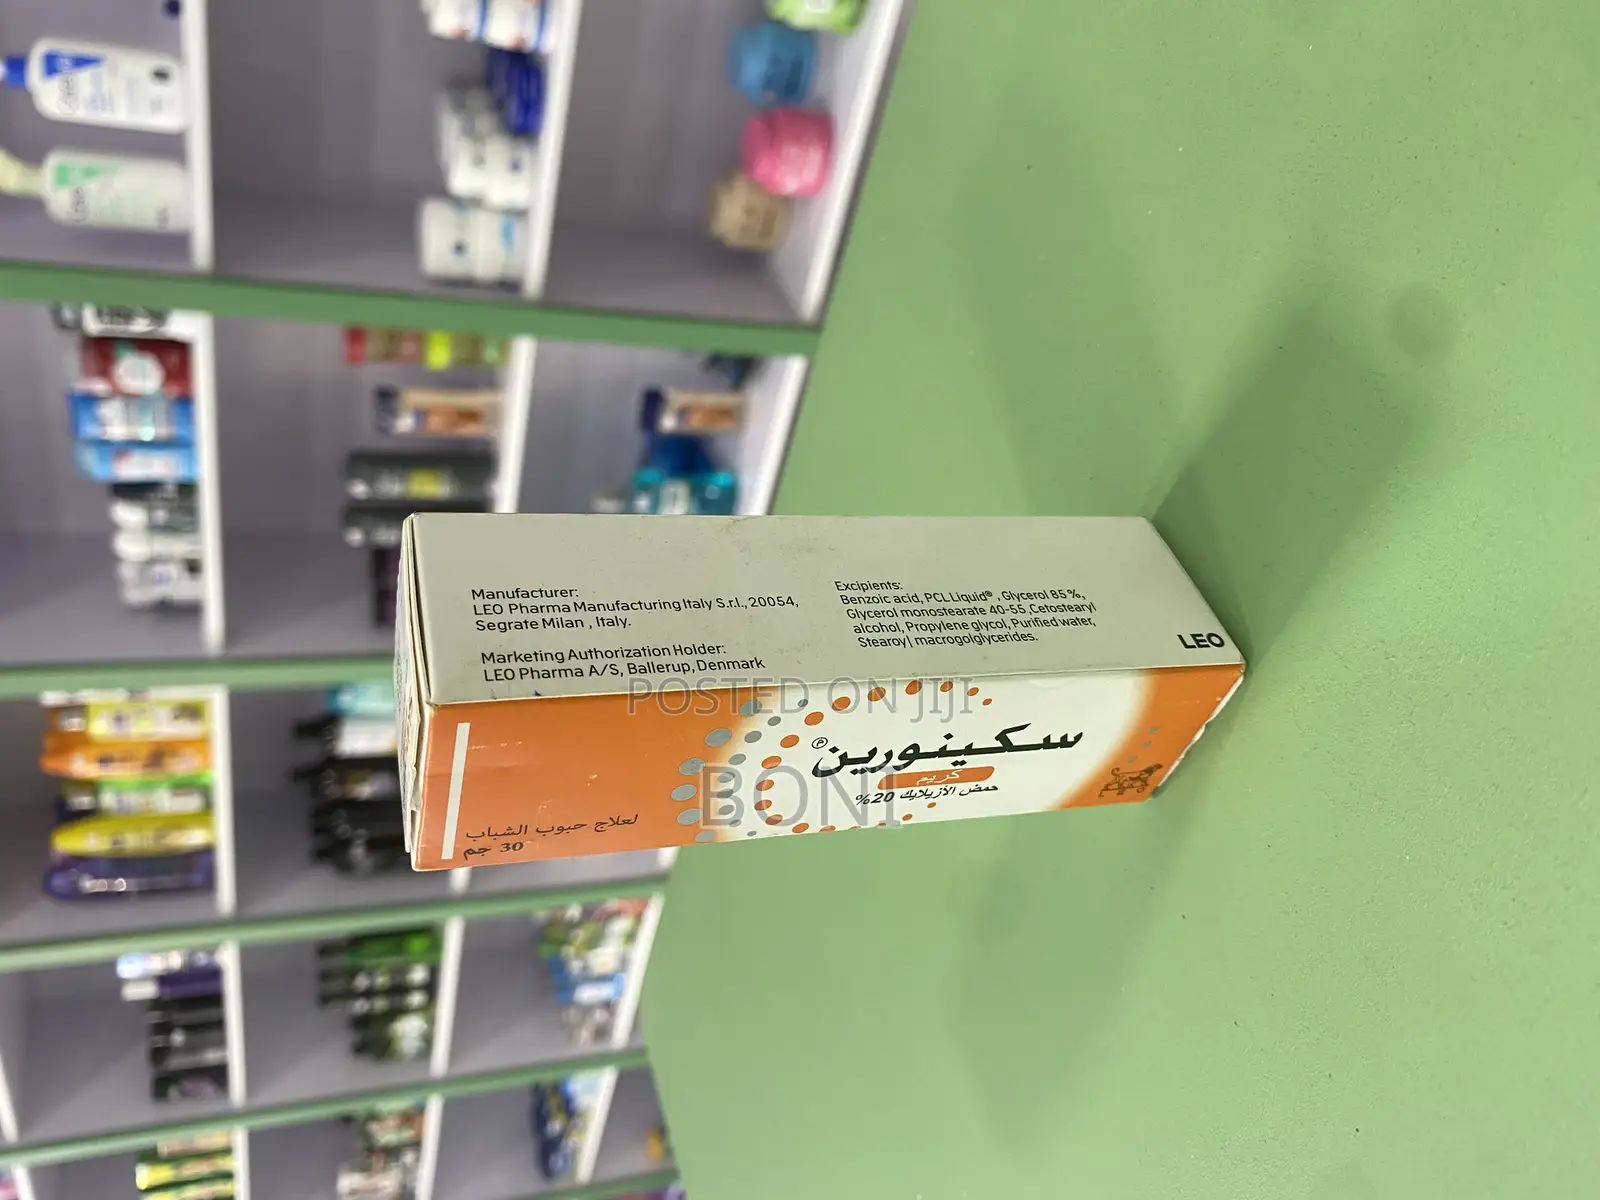 Manufacturer:
LEO Pharma Manufacturing Italy S.r.l., 20054,
Segrate Milan , Italy.
Marketing Authorization Holder:
LEO Pharma A/S, Ballerup, Denmark
Excipients:
Benzoic acid, PCL Liquid® , Glycerol 85%,
Glycerol monostearate 40-55 ,Cetostearyl
alcohol, Propylene glycol, Purified water,
Stearoyl macrogolglycerides.
LEO
سكينورين
كريم
حمض الأزيلايك 20%
لعلاج حبوب الشباب
30 جم
POSTED ON JIJI
BONI